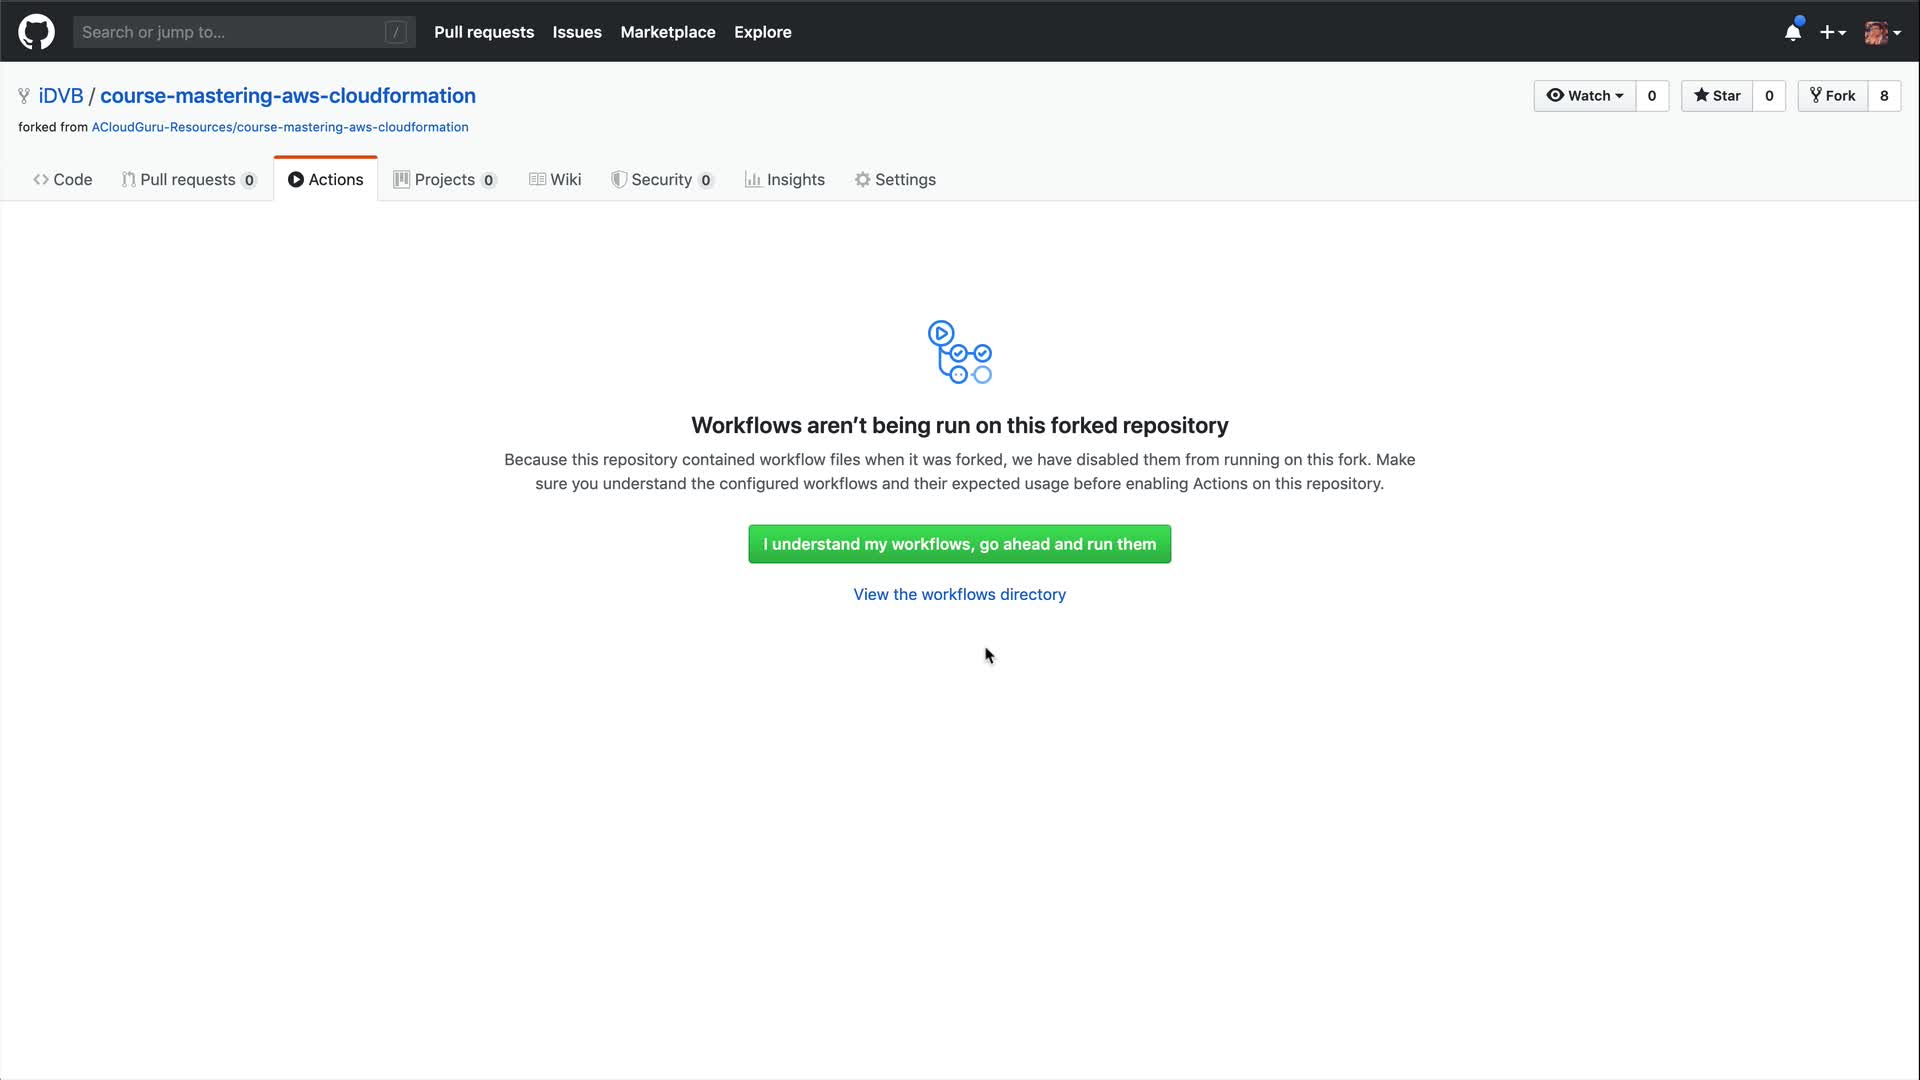 Search or jump to... / Pull requests Issues Marketplace Explore
iDVB / course-mastering-aws-cloudformation Watch 0 Star 0 Fork 8
forked from ACloudGuru-Resources/course-mastering-aws-cloudformation
Code Pull requests 0 Actions Projects 0 Wiki Security 0 Insights Settings
Workflows aren’t being run on this forked repository
Because this repository contained workflow files when it was forked, we have disabled them from running on this fork. Make
sure you understand the configured workflows and their expected usage before enabling Actions on this repository.
I understand my workflows, go ahead and run them
View the workflows directory